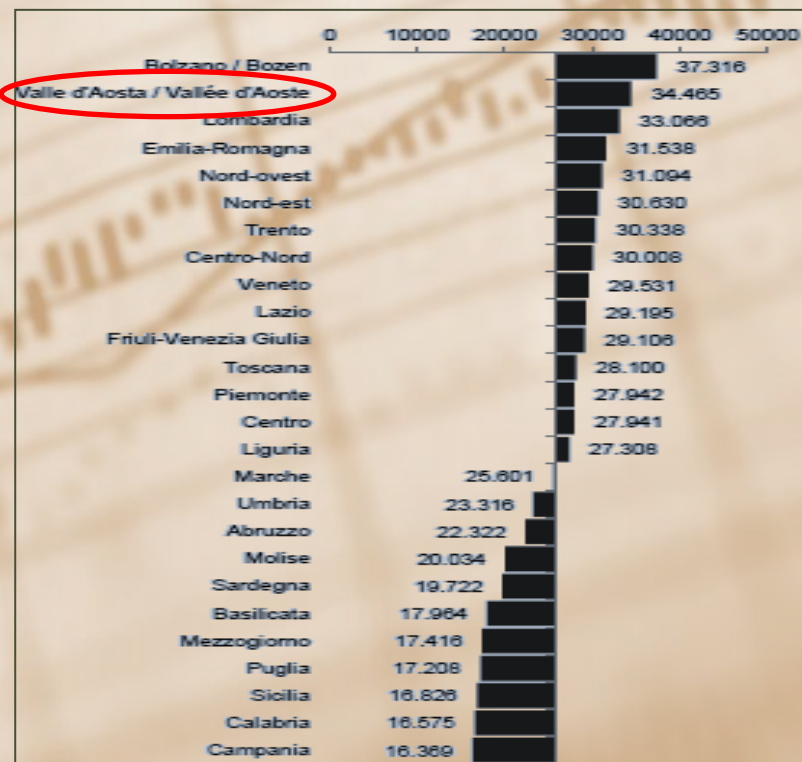 0 10000 20000 30000 40000 50000
Bolzano / Bozen 37.316
Valle d'Aosta / Vallée d'Aoste 34.465
Lombardia 33.066
Emilia-Romagna 31.538
Nord-ovest 31.094
Nord-est 30.630
Trento 30.338
Centro-Nord 30.008
Veneto 29.531
Lazio 29.195
Friuli-Venezia Giulia 29.106
Toscana 28.100
Piemonte 27.942
Centro 27.941
Liguria 27.308
Marche 25.601
Umbria 23.316
Abruzzo 22.322
Molise 20.034
Sardegna 19.722
Basilicata 17.964
Mezzogiorno 17.416
Puglia 17.208
Sicilia 16.826
Calabria 16.575
Campania 16.369